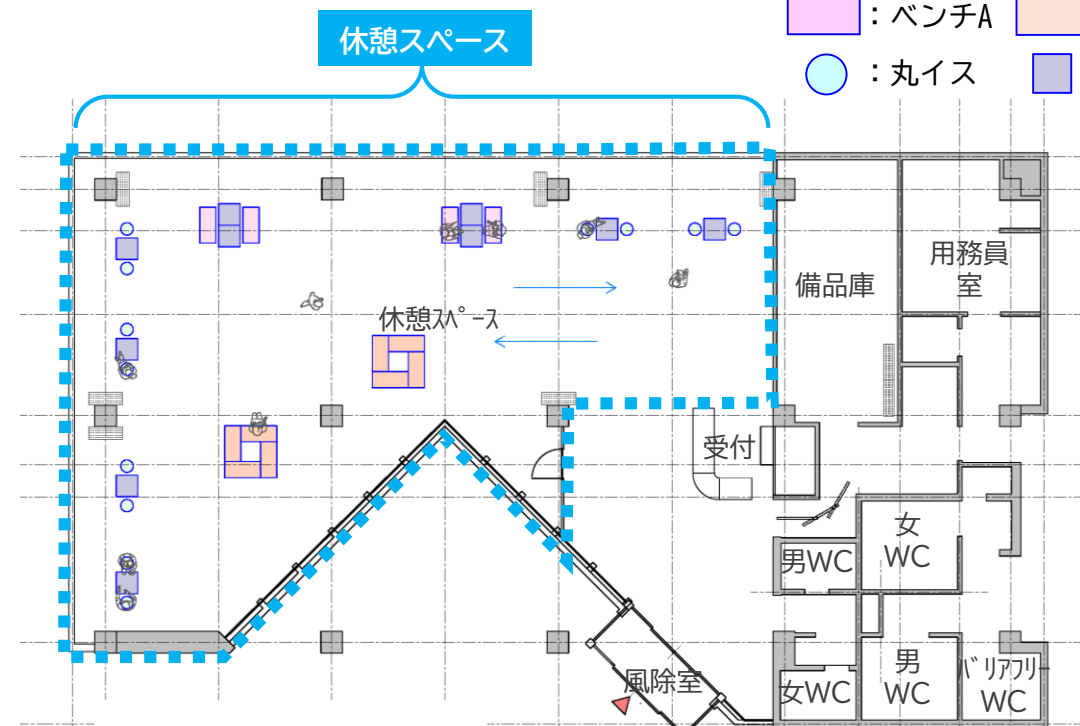 ：ベンチA
休憩スペース
：丸イス
休憩ｽﾍﾟｰｽ
備品庫
用務員
室
受付
女
WC
男WC
風除室
女WC
男
WC
ﾊﾞﾘｱﾌﾘｰ
WC